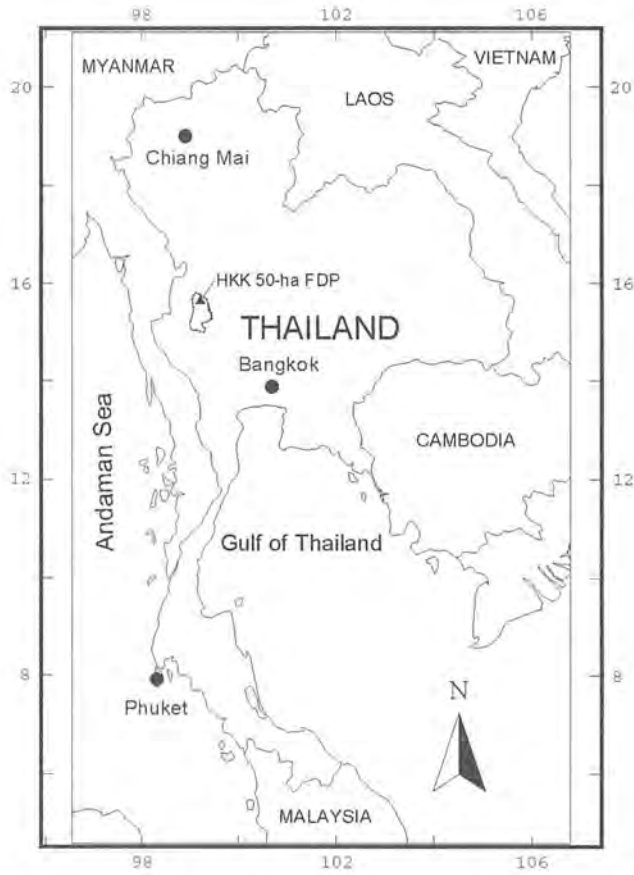 98 102 106
MYANMAR
VIETNAM
20 20
LAOS
Chiang Mai
16 16
HKK 50-ha FDP
THAILAND
Bangkok
Andaman Sea
CAMBODIA
12 12
Gulf of Thailand
8 8
N
Phuket
MALAYSIA
98 102 106